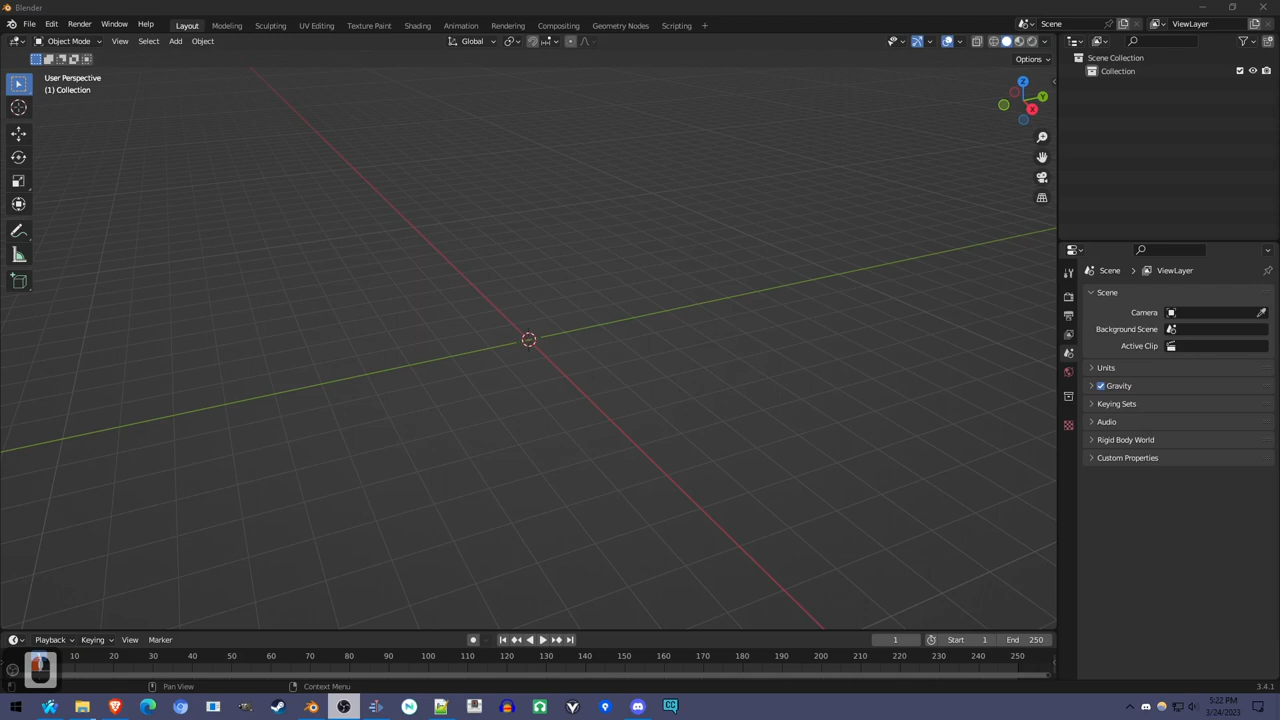 Blender
File Edit Render Window Help Layout Modeling Sculpting UV Editing Texture Paint Shading Animation Rendering Compositing Geometry Nodes Scripting + Scene ViewLayer
Object Mode View Select Add Object Global
Options
User Perspective
(1) Collection
Z
Y
X
Scene Collection
Collection
Scene > ViewLayer
Scene
Camera
Background Scene
Active Clip
Units
Gravity
Keying Sets
Audio
Rigid Body World
Custom Properties
Playback Keying View Marker 1 Start 1 End 250
10 20 30 40 50 60 70 80 90 100 110 120 130 140 150 160 170 180 190 200 210 220 230 240 250
Pan View Context Menu 3.4.1
5:22 PM
3/24/2023